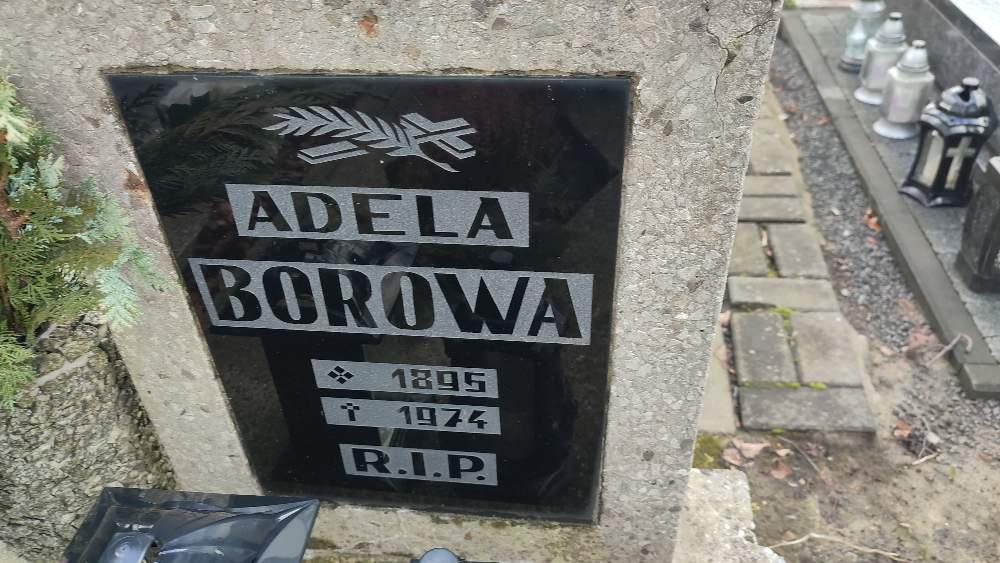 ADELA
BOROWA
1895
† 1974
R.I.P.